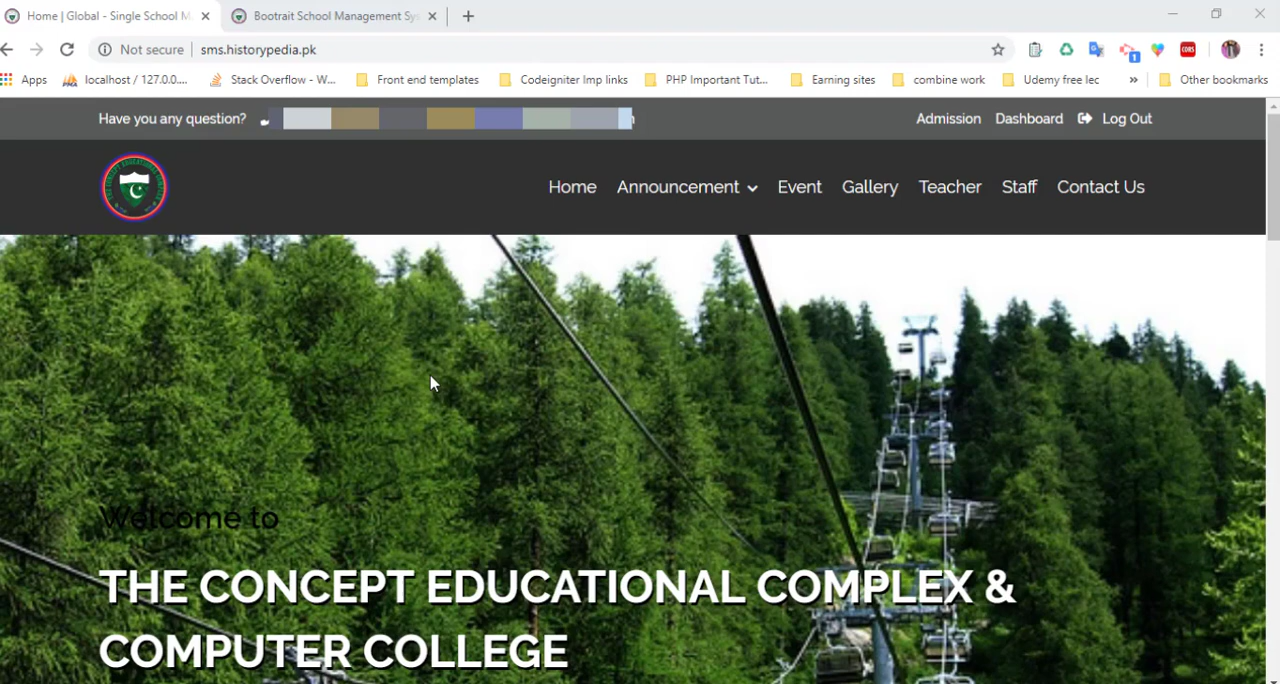 Home | Global - Single School M
Bootrait School Management Sy
Not secure
sms.historypedia.pk
1
CORS
Apps
localhost / 127.0.0....
Stack Overflow - W...
Front end templates
Codeigniter Imp links
PHP Important Tut...
Earning sites
combine work
Udemy free lec
»
Other bookmarks
Have you any question?
Admission
Dashboard
Log Out
Home
Announcement
Event
Gallery
Teacher
Staff
Contact Us
Welcome to
THE CONCEPT EDUCATIONAL COMPLEX &
COMPUTER COLLEGE